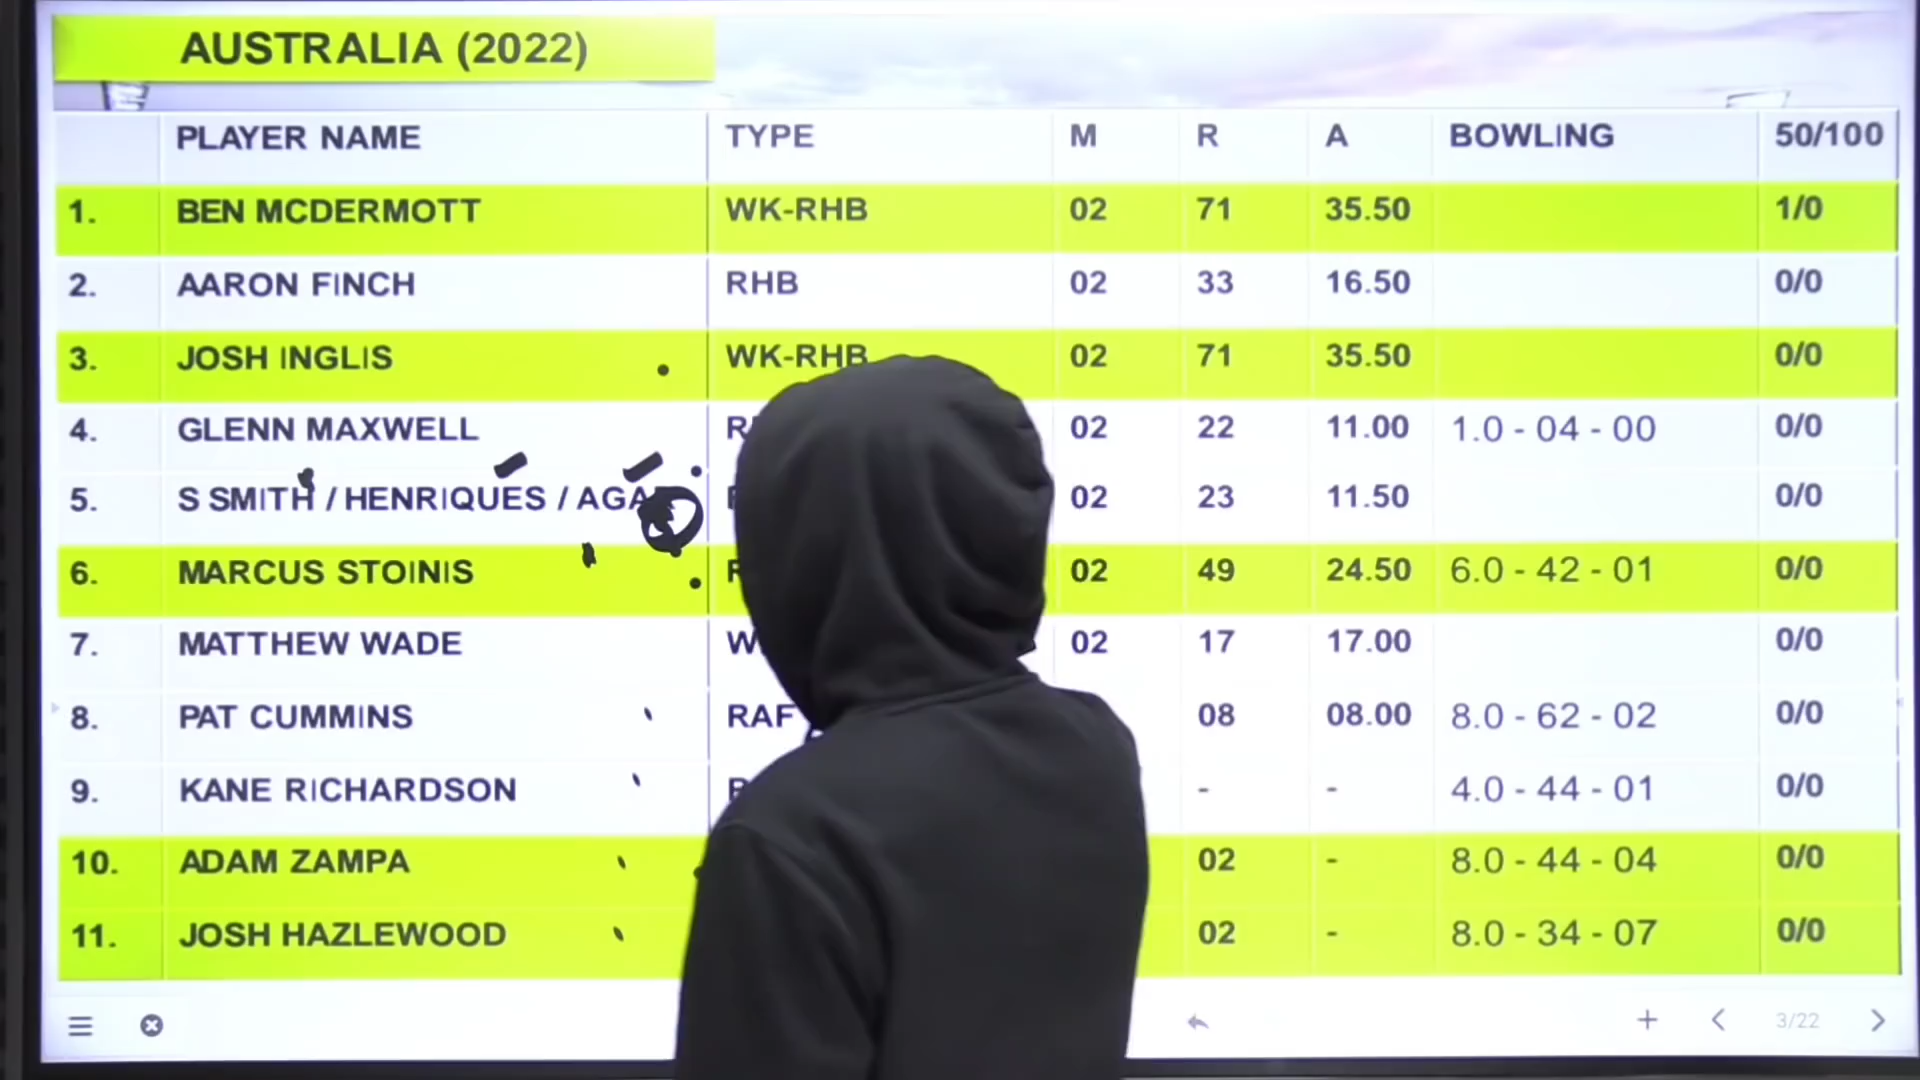 AUSTRALIA (2022)
PLAYER NAME TYPE M R A BOWLING 50/100
1. BEN MCDERMOTT WK-RHB 02 71 35.50 1/0
2. AARON FINCH RHB 02 33 16.50 0/0
3. JOSH INGLIS WK-RHB 02 71 35.50 0/0
4. GLENN MAXWELL 02 22 11.00 1.0 - 04 - 00 0/0
5. S SMITH / HENRIQUES / 02 23 11.50 0/0
6. MARCUS STOINIS 02 49 24.50 6.0 - 42 - 01 0/0
7. MATTHEW WADE 02 17 17.00 0/0
8. PAT CUMMINS RAF 08 08.00 8.0 - 62 - 02 0/0
9. KANE RICHARDSON - - 4.0 - 44 - 01 0/0
10. ADAM ZAMPA 02 - 8.0 - 44 - 04 0/0
11. JOSH HAZLEWOOD 02 - 8.0 - 34 - 07 0/0
3/22